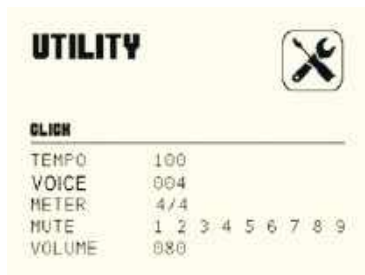 UTILITY
CLICK
TEMPO 100
VOICE 004
METER 4/4
MUTE 1 2 3 4 5 6 7 8 9
VOLUME 080